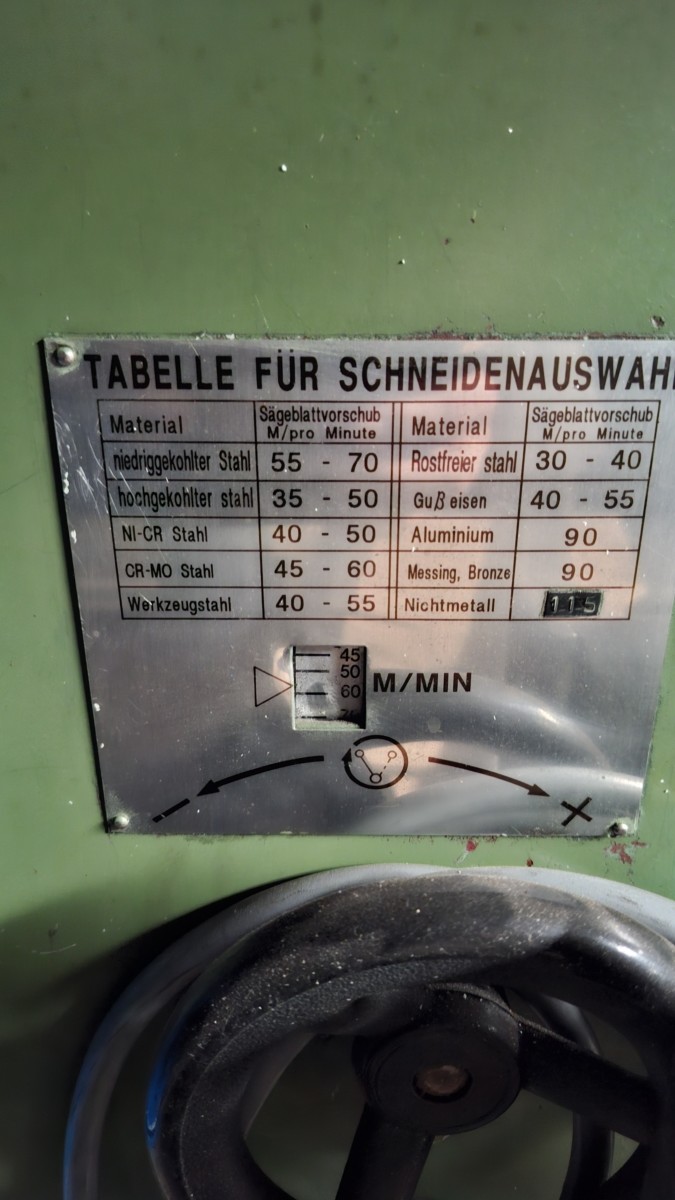 TABELLE FÜR SCHNEIDENAUSWAH
Material Sägeblattvorschub M/pro Minute Material Sägeblattvorschub M/pro Minute
niedriggekohlter Stahl 55 - 70 Rostfreier stahl 30 - 40
hochgekohlter stahl 35 - 50 Guß eisen 40 - 55
NI-CR Stahl 40 - 50 Aluminium 90
CR-MO Stahl 45 - 60 Messing, Bronze 90
Werkzeugstahl 40 - 55 Nichtmetall 115
45
50
60 M/MIN
- +